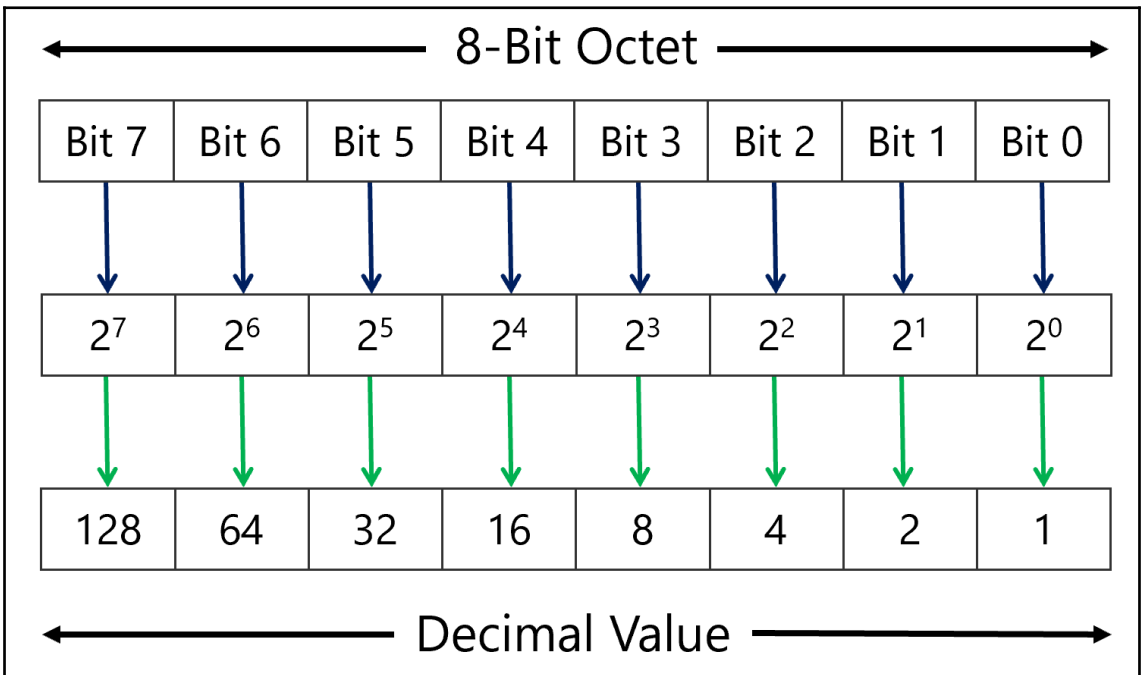 8-Bit Octet
Bit 7 Bit 6 Bit 5 Bit 4 Bit 3 Bit 2 Bit 1 Bit 0
2⁷ 2⁶ 2⁵ 2⁴ 2³ 2² 2¹ 2⁰
128 64 32 16 8 4 2 1
Decimal Value